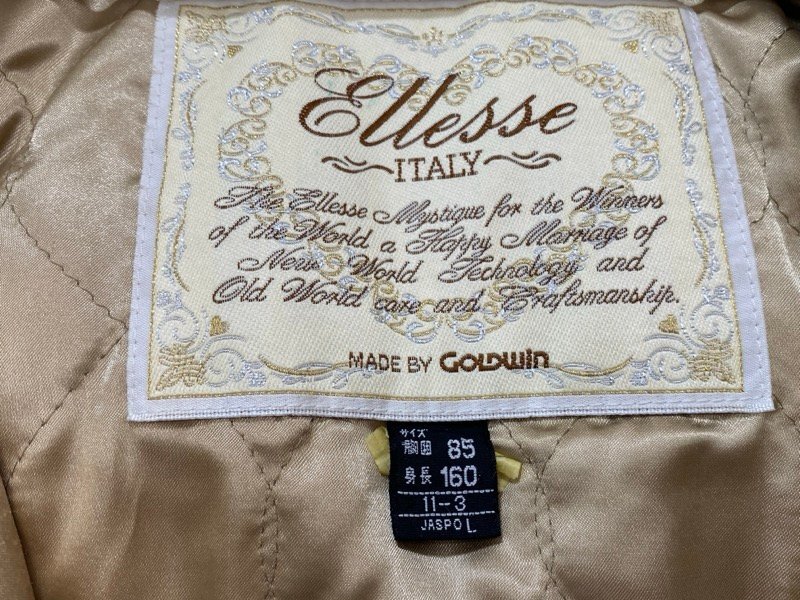 Ellesse
ITALY
The Ellesse Mystique for the Winners
of the World a Happy Marriage of
New World Technology and
Old World care and Craftsmanship.
MADE BY GOLDWIN
サイズ
胸囲 85
身長 160
11-3
JASPO L